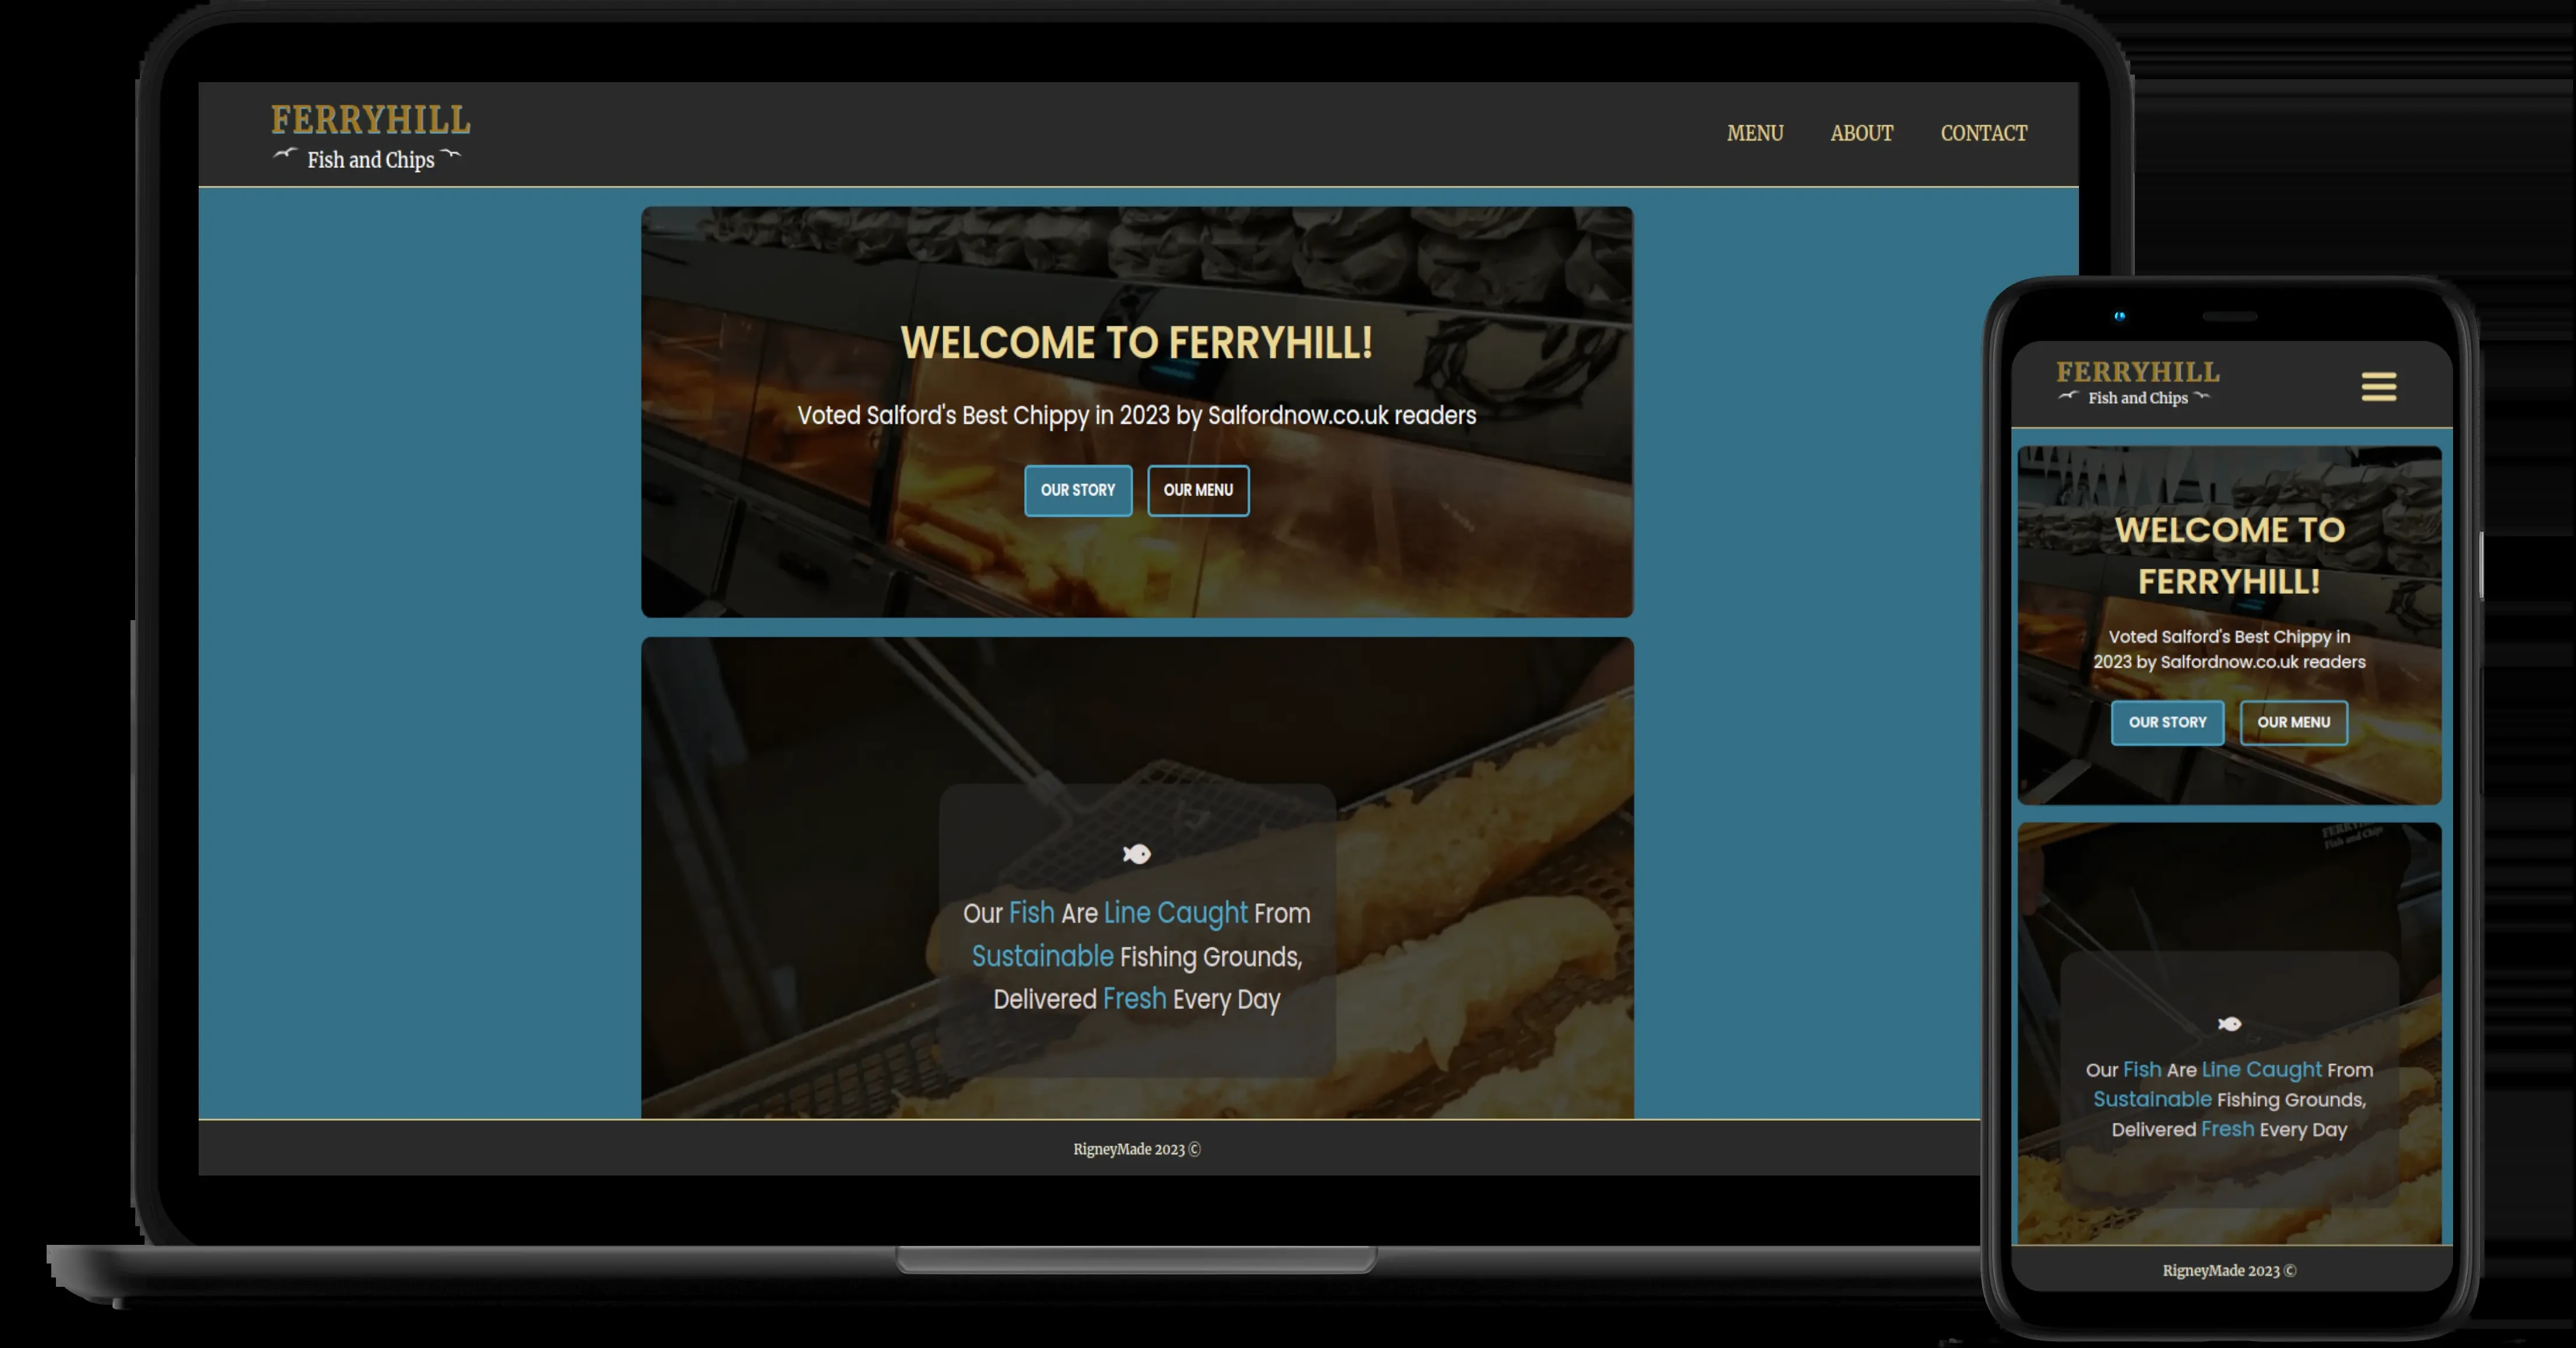 FERRYHILL
Fish and Chips
MENU ABOUT CONTACT
WELCOME TO FERRYHILL!
Voted Salford's Best Chippy in 2023 by Salfordnow.co.uk readers
OUR STORY OUR MENU
Our Fish Are Line Caught From
Sustainable Fishing Grounds,
Delivered Fresh Every Day
RigneyMade 2023 ©
FERRYHILL
Fish and Chips
WELCOME TO
FERRYHILL!
Voted Salford's Best Chippy in
2023 by Salfordnow.co.uk readers
OUR STORY OUR MENU
FERRYHILL
Fish and Chips
Our Fish Are Line Caught From
Sustainable Fishing Grounds,
Delivered Fresh Every Day
RigneyMade 2023 ©